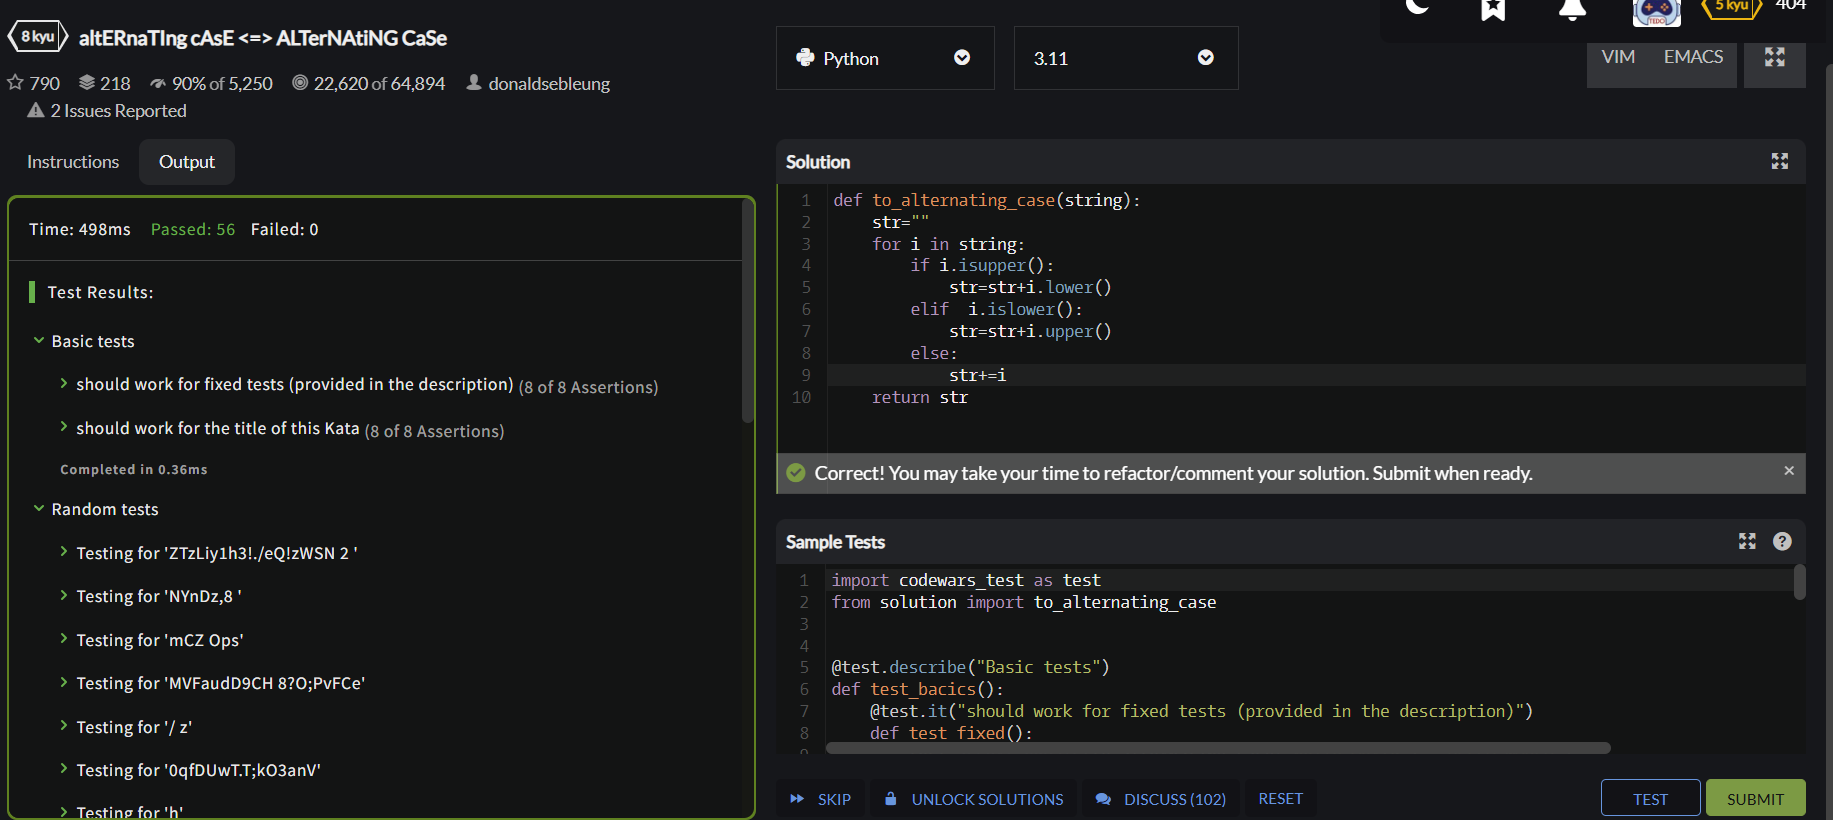 8 kyu altERnaTIng cAsE <=> ALTerNAtiNG CaSe
790 218 90% of 5,250 22,620 of 64,894 donaldsebleung
2 Issues Reported
Instructions Output
Time: 498ms Passed: 56 Failed: 0
Test Results:
Basic tests
should work for fixed tests (provided in the description) (8 of 8 Assertions)
should work for the title of this Kata (8 of 8 Assertions)
Completed in 0.36ms
Random tests
Testing for 'ZTzLiy1h3!./eQ!zWSN 2 '
Testing for 'NYnDz,8 '
Testing for 'mCZ Ops'
Testing for 'MVFaudD9CH 8?O;PvFCe'
Testing for '/ z'
Testing for '0qfDUwT.T;kO3anV'
Testing for 'h'
Python 3.11
TEDO 5 kyu 404
VIM EMACS
Solution
1 def to_alternating_case(string):
2 str=""
3 for i in string:
4 if i.isupper():
5 str=str+i.lower()
6 elif  i.islower():
7 str=str+i.upper()
8 else:
9 str+=i
10 return str
Correct! You may take your time to refactor/comment your solution. Submit when ready. ×
Sample Tests ?
1 import codewars_test as test
2 from solution import to_alternating_case
3
4
5 @test.describe("Basic tests")
6 def test_bacics():
7 @test.it("should work for fixed tests (provided in the description)")
8 def test_fixed():
9
SKIP UNLOCK SOLUTIONS DISCUSS (102) RESET TEST SUBMIT